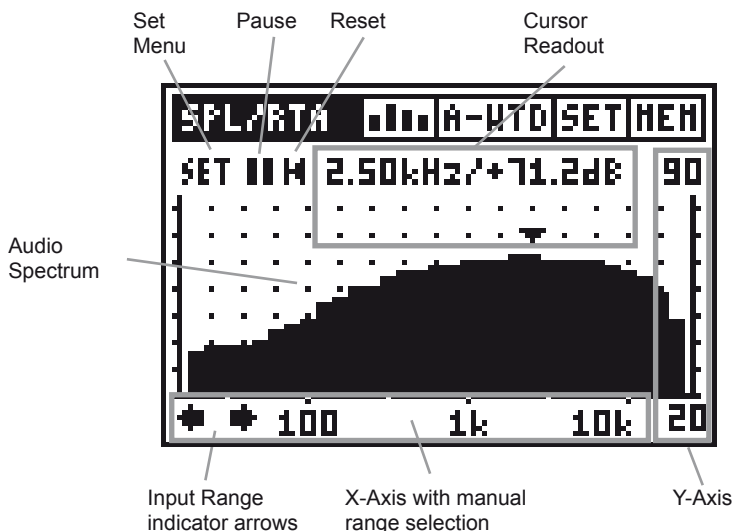 Set Menu
Pause
Reset
Cursor Readout
SPL/RTA
A-WTD
SET
MEM
SET
2.50kHz/+71.2dB
90
Audio Spectrum
100
1k
10k
20
Input Range indicator arrows
X-Axis with manual range selection
Y-Axis